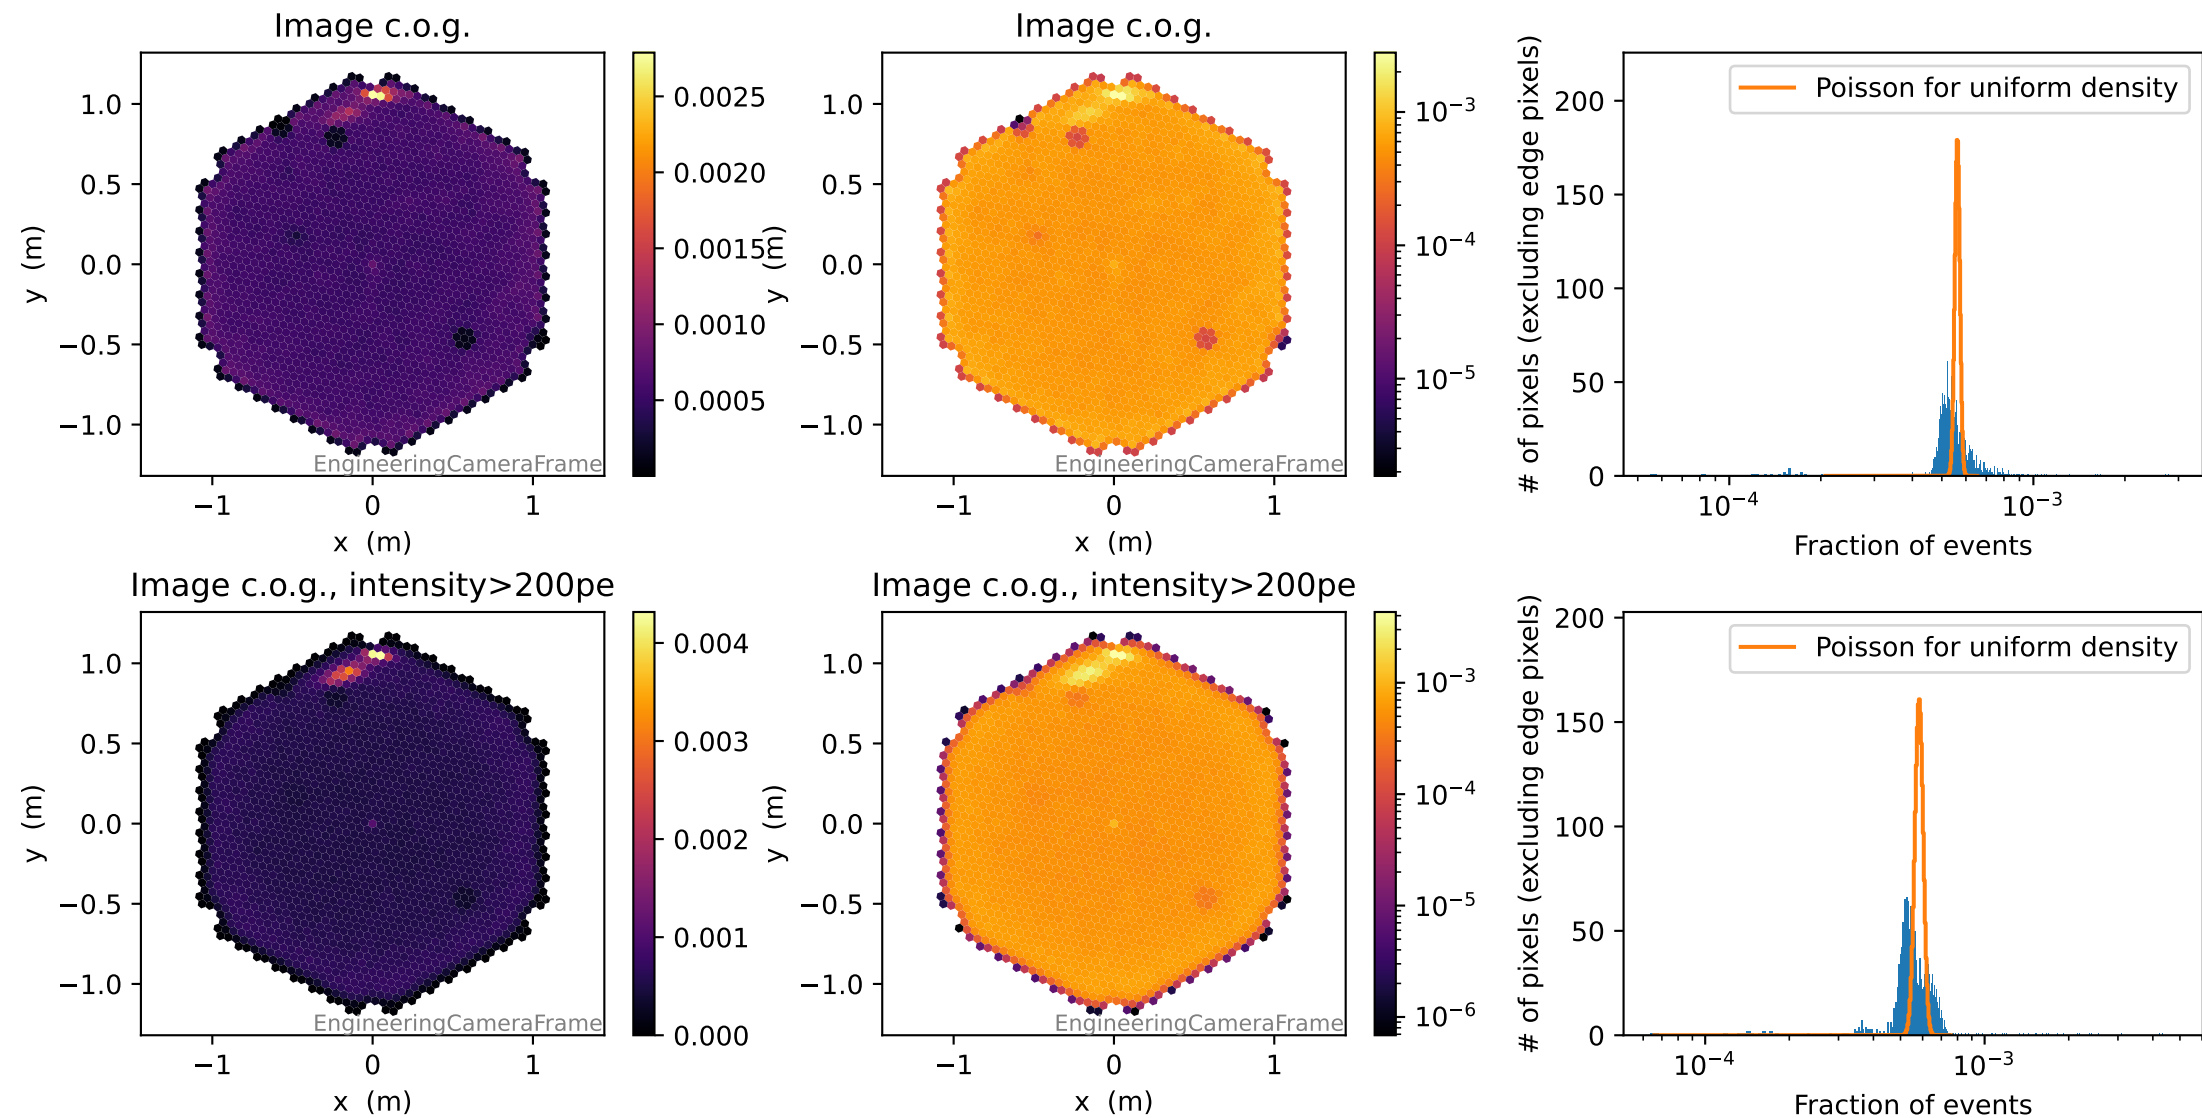 Image c.o.g.
y (m)
1.0
0.5
0.0
−0.5
−1.0
EngineeringCameraFrame
−1 0 1
x (m)
0.0025
0.0020
0.0015
0.0010
0.0005
Image c.o.g.
y (m)
1.0
0.5
0.0
−0.5
−1.0
EngineeringCameraFrame
−1 0 1
x (m)
10⁻³
10⁻⁴
10⁻⁵
# of pixels (excluding edge pixels)
200
150
100
50
0
Poisson for uniform density
10⁻⁴ 10⁻³
Fraction of events
Image c.o.g., intensity>200pe
y (m)
1.0
0.5
0.0
−0.5
−1.0
EngineeringCameraFrame
−1 0 1
x (m)
0.004
0.003
0.002
0.001
0.000
Image c.o.g., intensity>200pe
y (m)
1.0
0.5
0.0
−0.5
−1.0
EngineeringCameraFrame
−1 0 1
x (m)
10⁻³
10⁻⁴
10⁻⁵
10⁻⁶
# of pixels (excluding edge pixels)
200
150
100
50
0
Poisson for uniform density
10⁻⁴ 10⁻³
Fraction of events